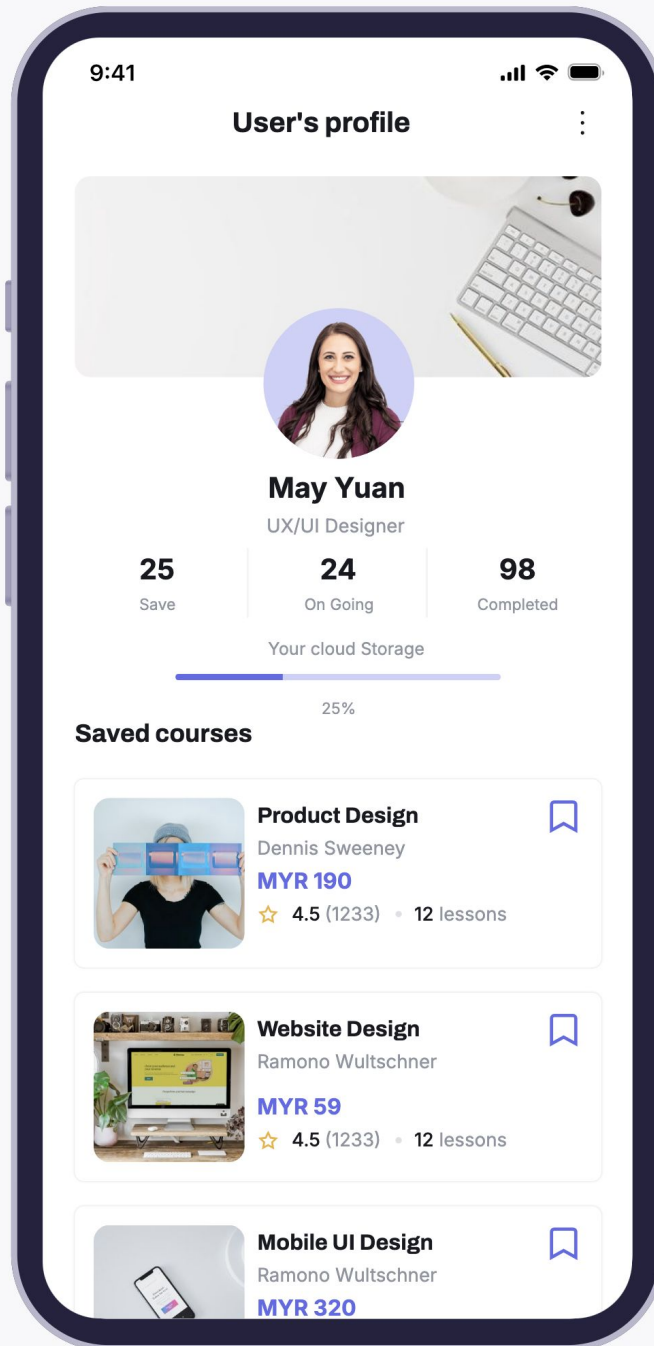 9:41
User's profile
May Yuan
UX/UI Designer
25 24 98
Save On Going Completed
Your cloud Storage
25%
Saved courses
Product Design
Dennis Sweeney
MYR 190
4.5 (1233) • 12 lessons
Website Design
Ramono Wultschner
MYR 59
4.5 (1233) • 12 lessons
Mobile UI Design
Ramono Wultschner
MYR 320